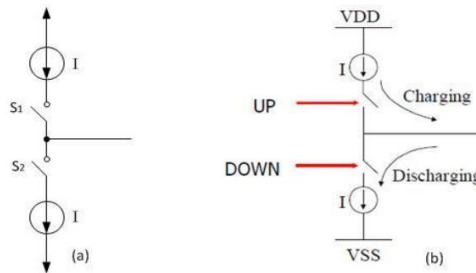 I
S1
S2
I
(a)
VDD
I
Charging
UP
DOWN
Discharging
I
VSS
(b)